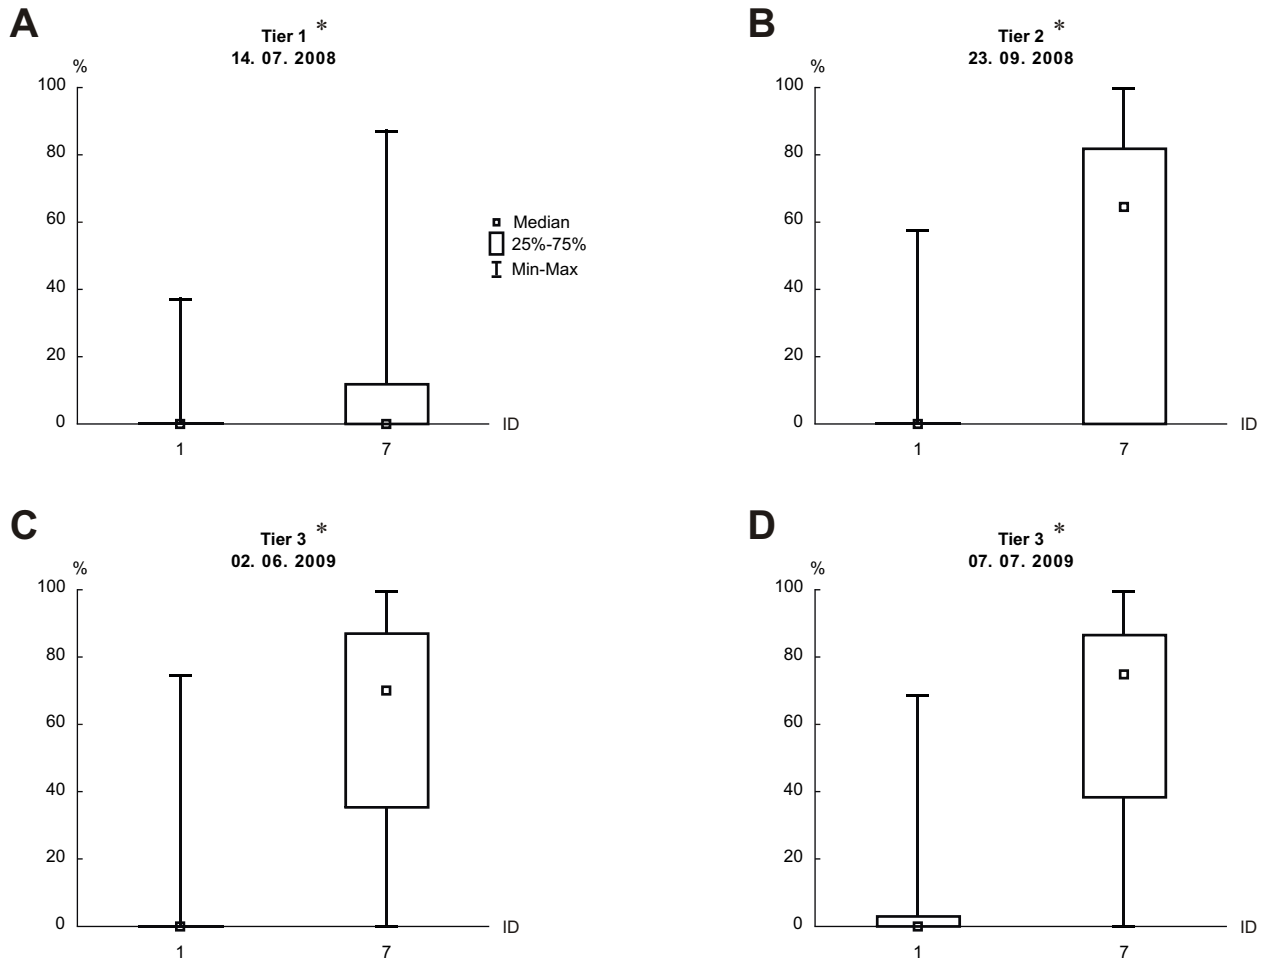 A
Tier 1 *
14. 07. 2008
%
100
80
60
40
20
0
1
7
ID
Median
25%-75%
Min-Max
B
Tier 2 *
23. 09. 2008
%
100
80
60
40
20
0
1
7
ID
C
Tier 3 *
02. 06. 2009
%
100
80
60
40
20
0
1
7
ID
D
Tier 3 *
07. 07. 2009
%
100
80
60
40
20
0
1
7
ID